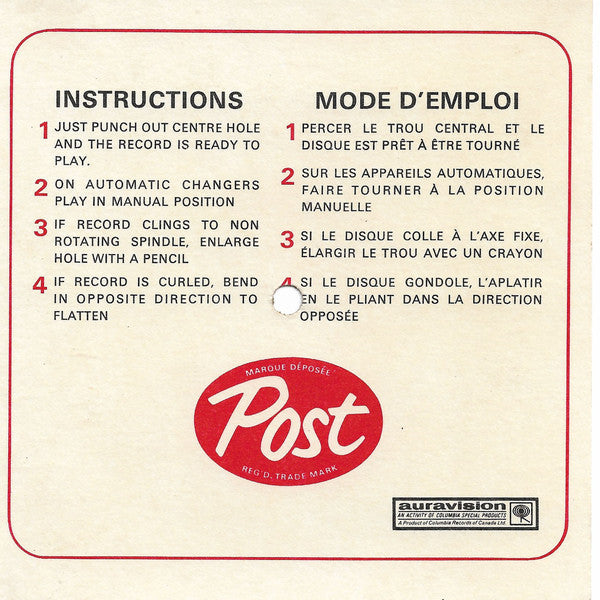 INSTRUCTIONS
1 JUST PUNCH OUT CENTRE HOLE
AND THE RECORD IS READY TO
PLAY.
2 ON AUTOMATIC CHANGERS
PLAY IN MANUAL POSITION
3 IF RECORD CLINGS TO NON
ROTATING SPINDLE, ENLARGE
HOLE WITH A PENCIL
4 IF RECORD IS CURLED, BEND
IN OPPOSITE DIRECTION TO
FLATTEN
MODE D'EMPLOI
1 PERCER LE TROU CENTRAL ET LE
DISQUE EST PRÊT À ÊTRE TOURNÉ
2 SUR LES APPAREILS AUTOMATIQUES,
FAIRE TOURNER À LA POSITION
MANUELLE
3 SI LE DISQUE COLLE À L'AXE FIXE,
ÉLARGIR LE TROU AVEC UN CRAYON
4 SI LE DISQUE GONDOLE, L'APLATIR
EN LE PLIANT DANS LA DIRECTION
OPPOSÉE
MARQUE DÉPOSÉE
Post
REG'D. TRADE MARK
auravision
AN ACTIVITY OF COLUMBIA SPECIAL PRODUCTS
A Product of Columbia Records of Canada Ltd.